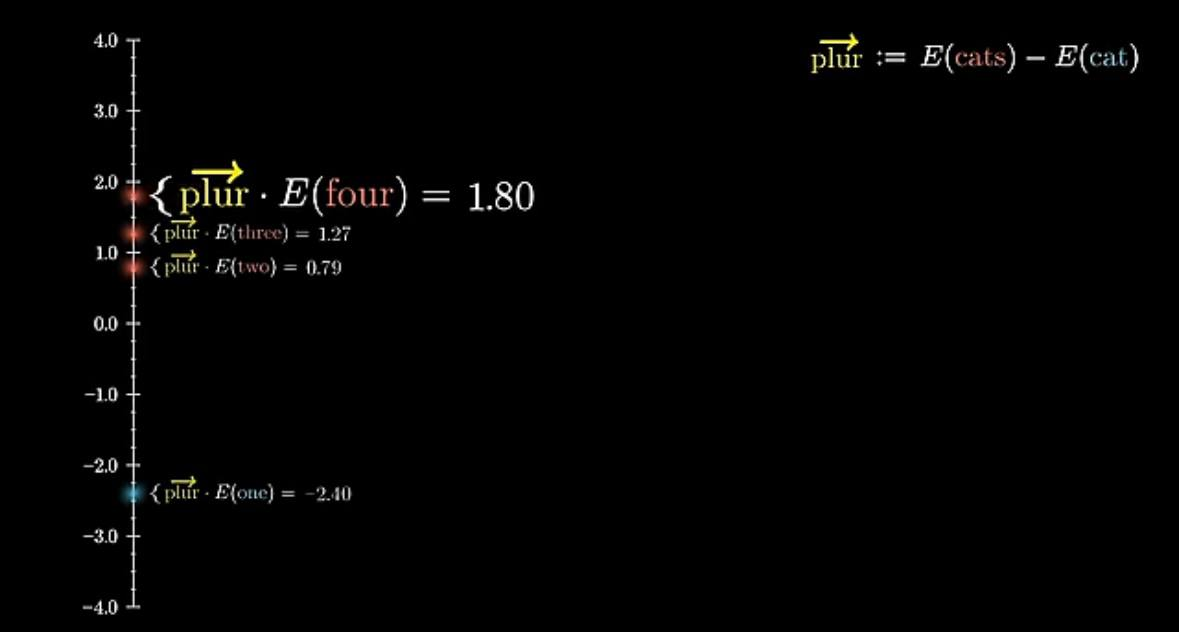 4.0
plur := E(cats) − E(cat)
3.0
2.0
{ plur · E(four) = 1.80
{ plur · E(three) = 1.27
1.0
{ plur · E(two) = 0.79
0.0
−1.0
−2.0
{ plur · E(one) = −2.40
−3.0
−4.0